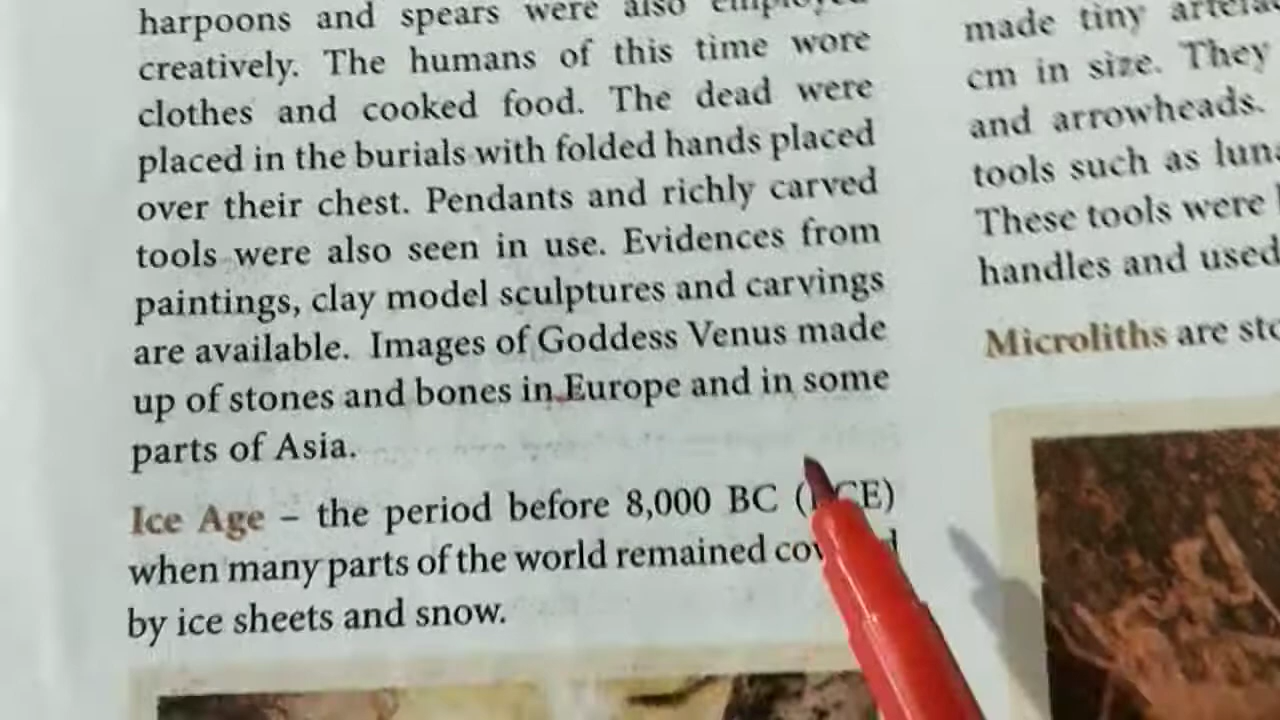 harpoons and spears were also employed
creatively. The humans of this time wore
clothes and cooked food. The dead were
placed in the burials with folded hands placed
over their chest. Pendants and richly carved
tools were also seen in use. Evidences from
paintings, clay model sculptures and carvings
are available. Images of Goddess Venus made
up of stones and bones in Europe and in some
parts of Asia.
Ice Age – the period before 8,000 BC (BCE)
when many parts of the world remained covered
by ice sheets and snow.
made tiny
cm in size. They
and arrowheads.
tools such as
These tools were
handles and used
Microliths are